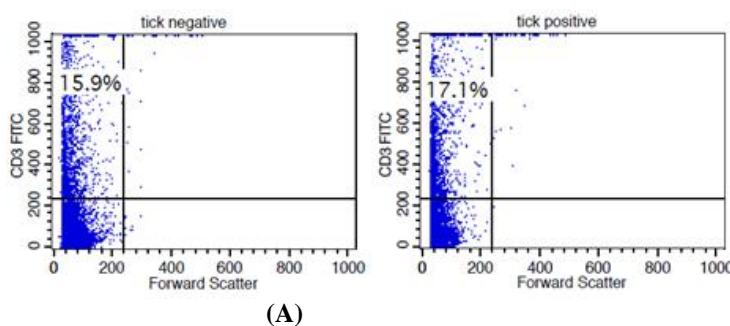 tick negative
CD3 FITC
0 200 400 600 800 1000
15.9%
0 200 400 600 800 1000
Forward Scatter
tick positive
CD3 FITC
0 200 400 600 800 1000
17.1%
0 200 400 600 800 1000
Forward Scatter
(A)